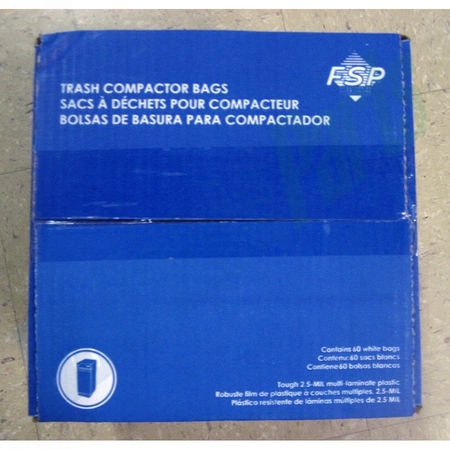 FSP
TRASH COMPACTOR BAGS
SACS À DÉCHETS POUR COMPACTEUR
BOLSAS DE BASURA PARA COMPACTADOR
Contains 60 white bags
Contenu: 60 sacs blancs
Contiene 60 bolsas blancas
Tough 2.5-MIL multi-laminate plastic
Robuste film de plastique à couches multiples, 2.5-MIL
Plástico resistente de láminas múltiples de 2.5 MIL